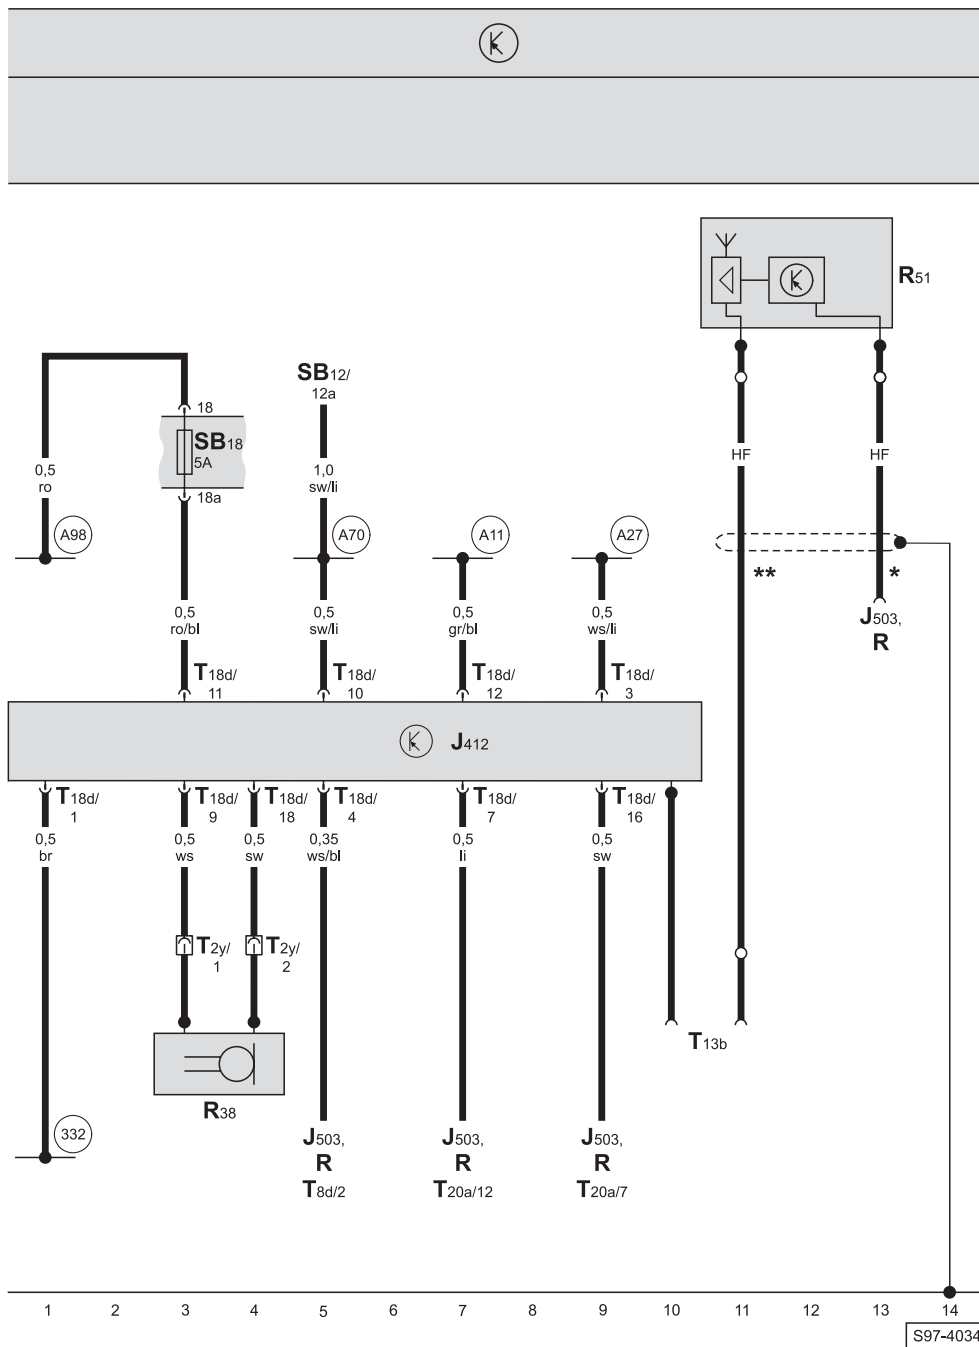 R51
SB12/
12a
18
SB18
5A
18a
0,5
ro
1,0
sw/li
HF
HF
A98
A70
A11
A27
**
*
J503,
R
0,5
ro/bl
0,5
sw/li
0,5
gr/bl
0,5
ws/li
T18d/
11
T18d/
10
T18d/
12
T18d/
3
J412
T18d/
1
T18d/
9
T18d/
18
T18d/
4
T18d/
7
T18d/
16
0,5
br
0,5
ws
0,5
sw
0,35
ws/bl
0,5
li
0,5
sw
T2y/
1
T2y/
2
T13b
R38
332
J503,
R
T8d/2
J503,
R
T20a/12
J503,
R
T20a/7
1 2 3 4 5 6 7 8 9 10 11 12 13 14
S97-4034